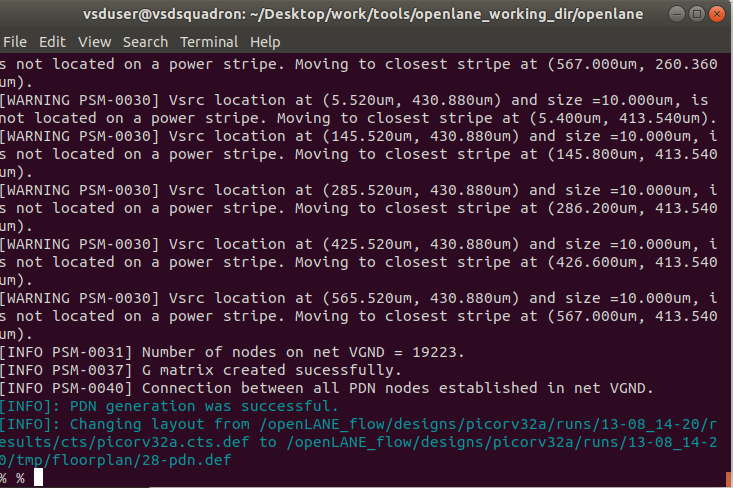 vsduser@vsdsquadron: ~/Desktop/work/tools/openlane_working_dir/openlane
File Edit View Search Terminal Help
s not located on a power stripe. Moving to closest stripe at (567.000um, 260.360
um).
[WARNING PSM-0030] Vsrc location at (5.520um, 430.880um) and size =10.000um, is
not located on a power stripe. Moving to closest stripe at (5.400um, 413.540um).
[WARNING PSM-0030] Vsrc location at (145.520um, 430.880um) and size =10.000um, i
s not located on a power stripe. Moving to closest stripe at (145.800um, 413.540
um).
[WARNING PSM-0030] Vsrc location at (285.520um, 430.880um) and size =10.000um, i
s not located on a power stripe. Moving to closest stripe at (286.200um, 413.540
um).
[WARNING PSM-0030] Vsrc location at (425.520um, 430.880um) and size =10.000um, i
s not located on a power stripe. Moving to closest stripe at (426.600um, 413.540
um).
[WARNING PSM-0030] Vsrc location at (565.520um, 430.880um) and size =10.000um, i
s not located on a power stripe. Moving to closest stripe at (567.000um, 413.540
um).
[INFO PSM-0031] Number of nodes on net VGND = 19223.
[INFO PSM-0037] G matrix created sucessfully.
[INFO PSM-0040] Connection between all PDN nodes established in net VGND.
[INFO]: PDN generation was successful.
[INFO]: Changing layout from /openLANE_flow/designs/picorv32a/runs/13-08_14-20/r
esults/cts/picorv32a.cts.def to /openLANE_flow/designs/picorv32a/runs/13-08_14-2
0/tmp/floorplan/28-pdn.def
% %